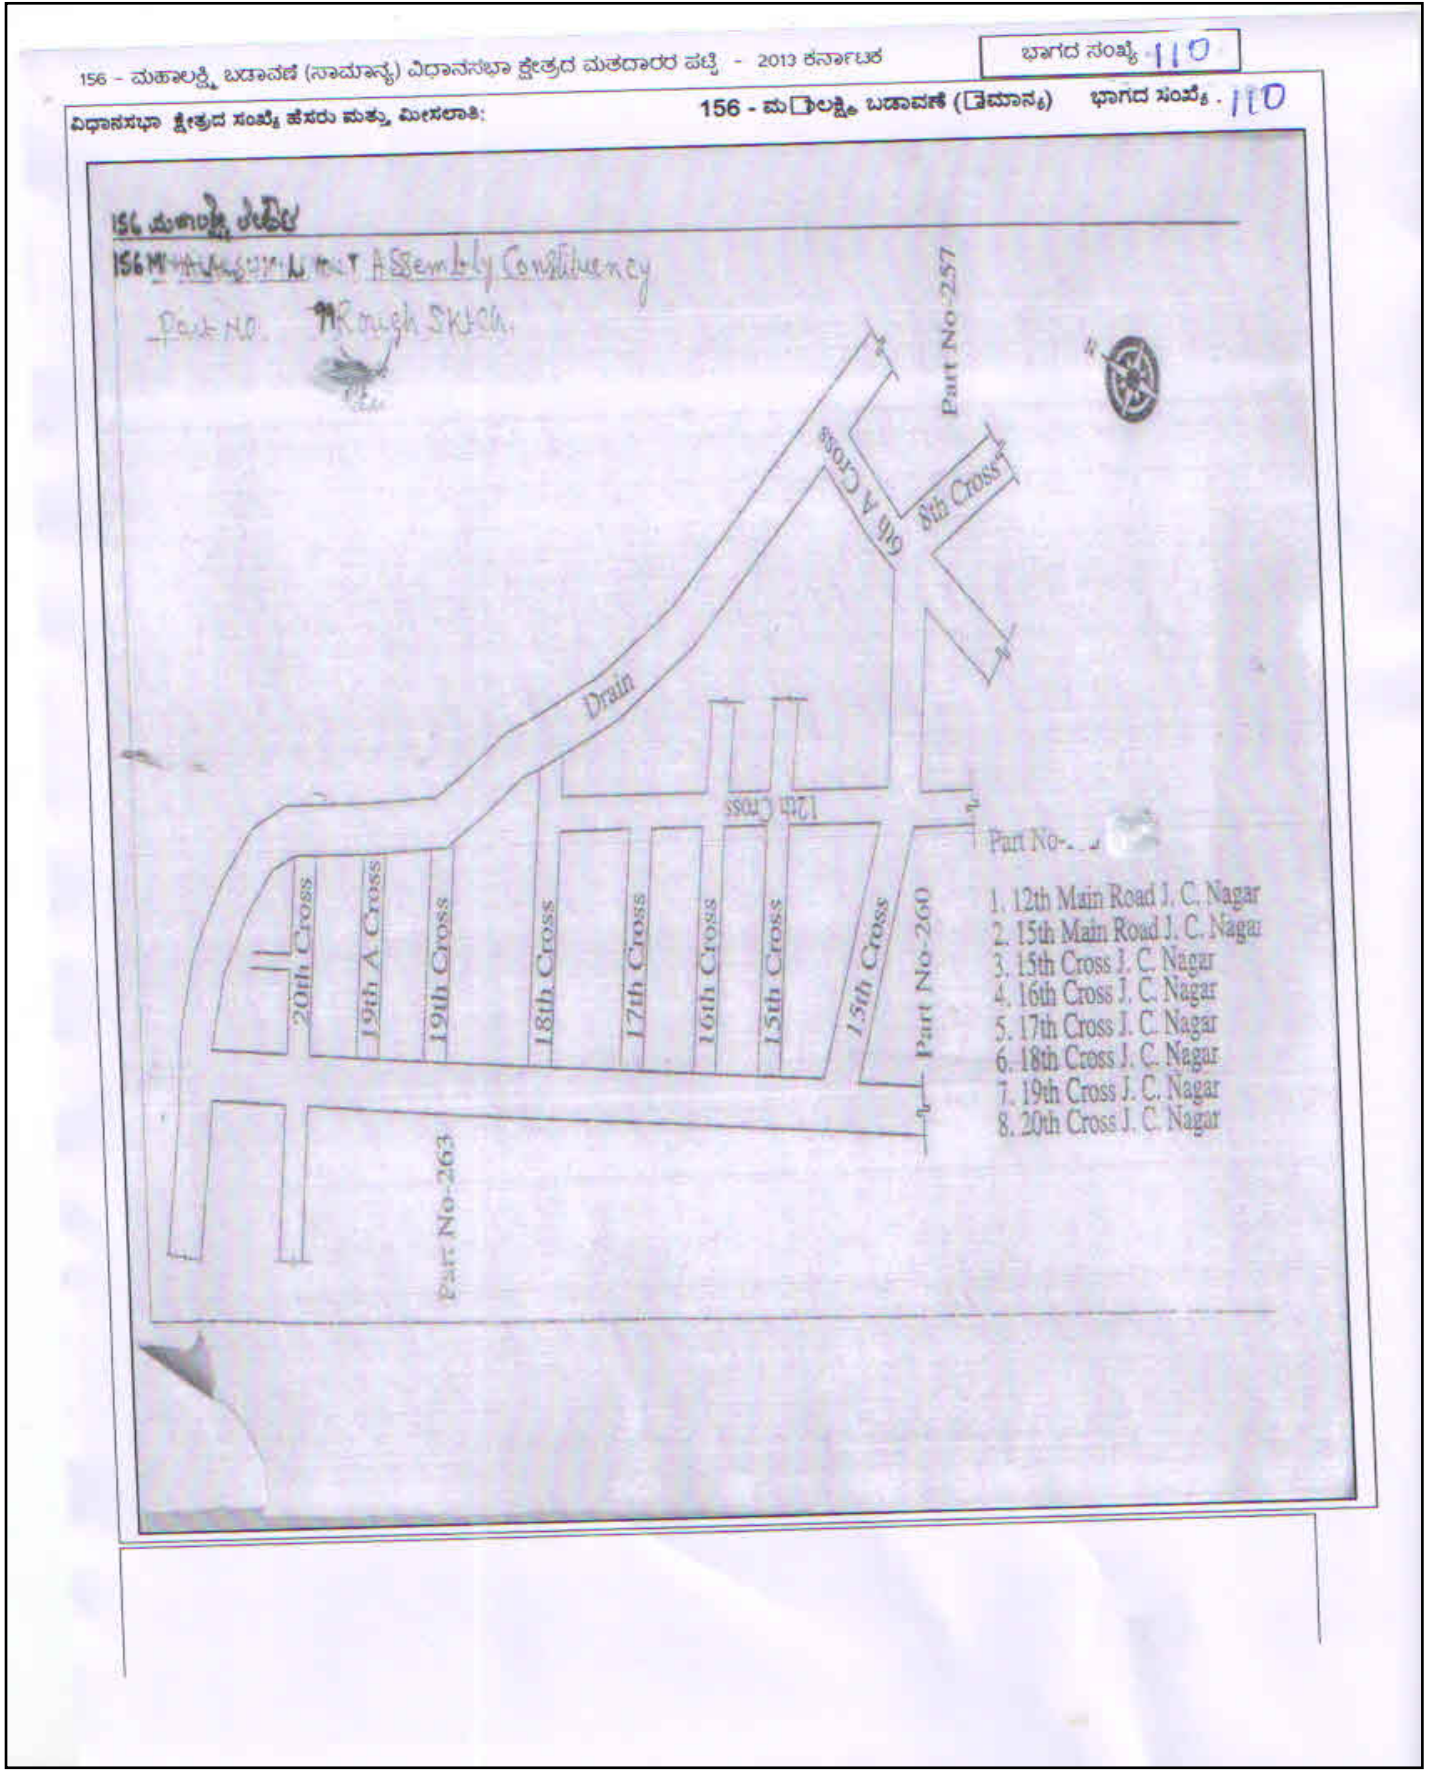 156 - ಮಹಾಲಕ್ಷ್ಮಿ ಬಡಾವಣೆ (ಸಾಮಾನ್ಯ) ವಿಧಾನಸಭಾ ಕ್ಷೇತ್ರದ ಮತದಾರರ ಪಟ್ಟಿ - 2013 ಕರ್ನಾಟಕ
ಭಾಗದ ಸಂಖ್ಯೆ 110
ವಿಧಾನಸಭಾ ಕ್ಷೇತ್ರದ ಸಂಖ್ಯೆ ಹೆಸರು ಮತ್ತು ಮೀಸಲಾತಿ:
156 - ಲಕ್ಷ್ಮಿ ಬಡಾವಣೆ ಭಾಗದ ಸಂಖ್ಯೆ . 110
156 ಮಹಾಲಕ್ಷ್ಮಿ
156 Assembly Constituency
Part No. Rough Sketch.
Part No-257
6th A Cross
8th Cross
Drain
12th Cross
20th Cross
19th A Cross
19th Cross
18th Cross
17th Cross
16th Cross
15th Cross
15th Cross
Part No-260
Part No-263
Part No-
1. 12th Main Road J. C. Nagar
2. 15th Main Road J. C. Nagar
3. 15th Cross J. C. Nagar
4. 16th Cross J. C. Nagar
5. 17th Cross J. C. Nagar
6. 18th Cross J. C. Nagar
7. 19th Cross J. C. Nagar
8. 20th Cross J. C. Nagar